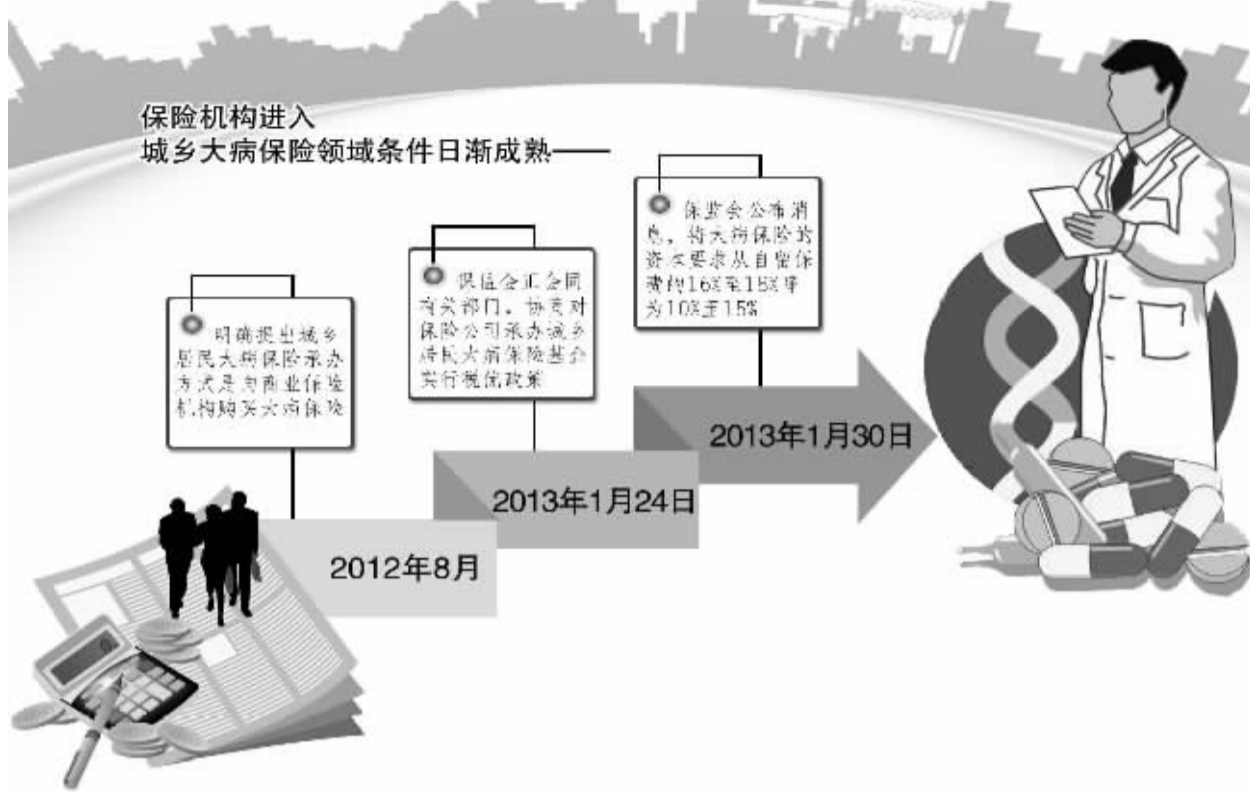 保险机构进入
城乡大病保险领域条件日渐成熟——
明确提出城乡
居民大病保险承办
方式是向商业保险
机构购买大病保险
2012年8月
保监会正会同
有关部门，协商对
保险公司承办城乡
居民大病保险基金
实行税优政策
2013年1月24日
保监会公布消
息，将大病保险的
资本要求从自留保
费的16%至18%降
为10%至15%
2013年1月30日